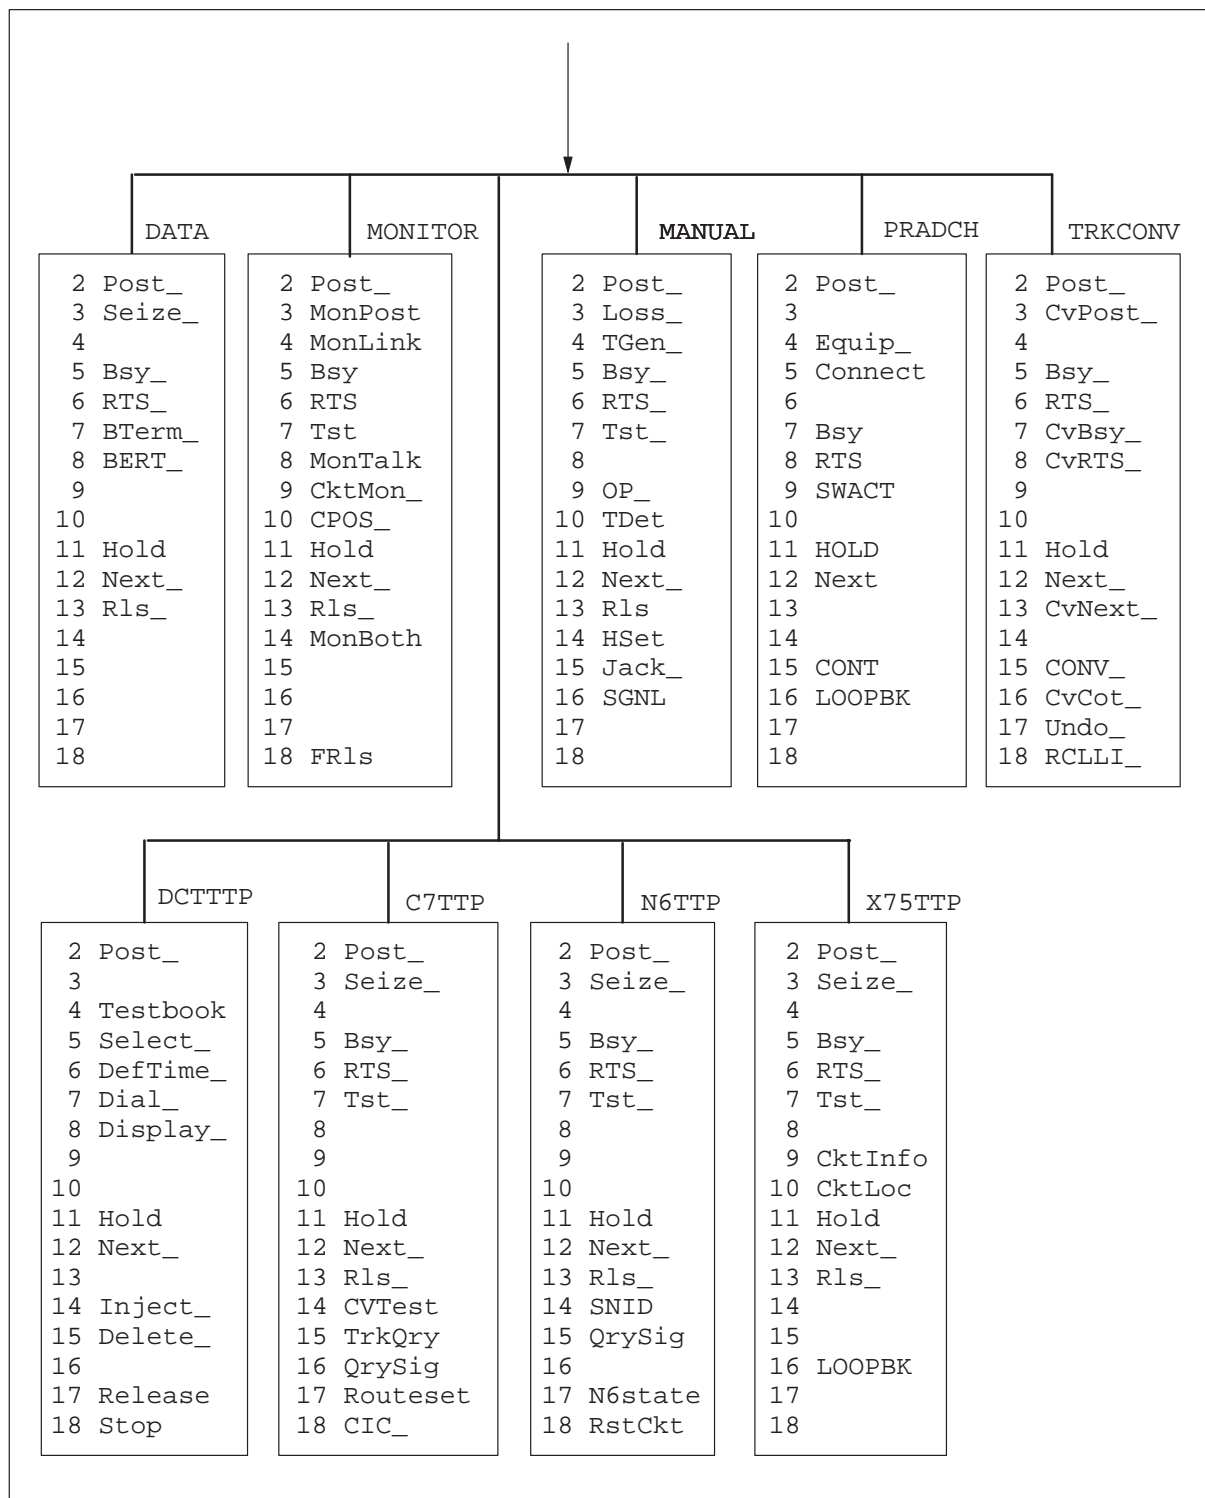 DATA
2 Post_
3 Seize_
4
5 Bsy_
6 RTS_
7 BTerm_
8 BERT_
9
10
11 Hold
12 Next_
13 Rls_
14
15
16
17
18
MONITOR
2 Post_
3 MonPost
4 MonLink
5 Bsy
6 RTS
7 Tst
8 MonTalk
9 CktMon_
10 CPOS_
11 Hold
12 Next_
13 Rls_
14 MonBoth
15
16
17
18 FRls
MANUAL
2 Post_
3 Loss_
4 TGen_
5 Bsy_
6 RTS_
7 Tst_
8
9 OP_
10 TDet
11 Hold
12 Next_
13 Rls
14 HSet
15 Jack_
16 SGNL
17
18
PRADCH
2 Post_
3
4 Equip_
5 Connect
6
7 Bsy
8 RTS
9 SWACT
10
11 HOLD
12 Next
13
14
15 CONT
16 LOOPBK
17
18
TRKCONV
2 Post_
3 CvPost_
4
5 Bsy_
6 RTS_
7 CvBsy_
8 CvRTS_
9
10
11 Hold
12 Next_
13 CvNext_
14
15 CONV_
16 CvCot_
17 Undo_
18 RCLLI_
DCTTTP
2 Post_
3
4 Testbook
5 Select_
6 DefTime_
7 Dial_
8 Display_
9
10
11 Hold
12 Next_
13
14 Inject_
15 Delete_
16
17 Release
18 Stop
C7TTP
2 Post_
3 Seize_
4
5 Bsy_
6 RTS_
7 Tst_
8
9
10
11 Hold
12 Next_
13 Rls_
14 CVTest
15 TrkQry
16 QrySig
17 Routeset
18 CIC_
N6TTP
2 Post_
3 Seize_
4
5 Bsy_
6 RTS_
7 Tst_
8
9
10
11 Hold
12 Next_
13 Rls_
14 SNID
15 QrySig
16
17 N6state
18 RstCkt
X75TTP
2 Post_
3 Seize_
4
5 Bsy_
6 RTS_
7 Tst_
8
9 CktInfo
10 CktLoc
11 Hold
12 Next_
13 Rls_
14
15
16 LOOPBK
17
18